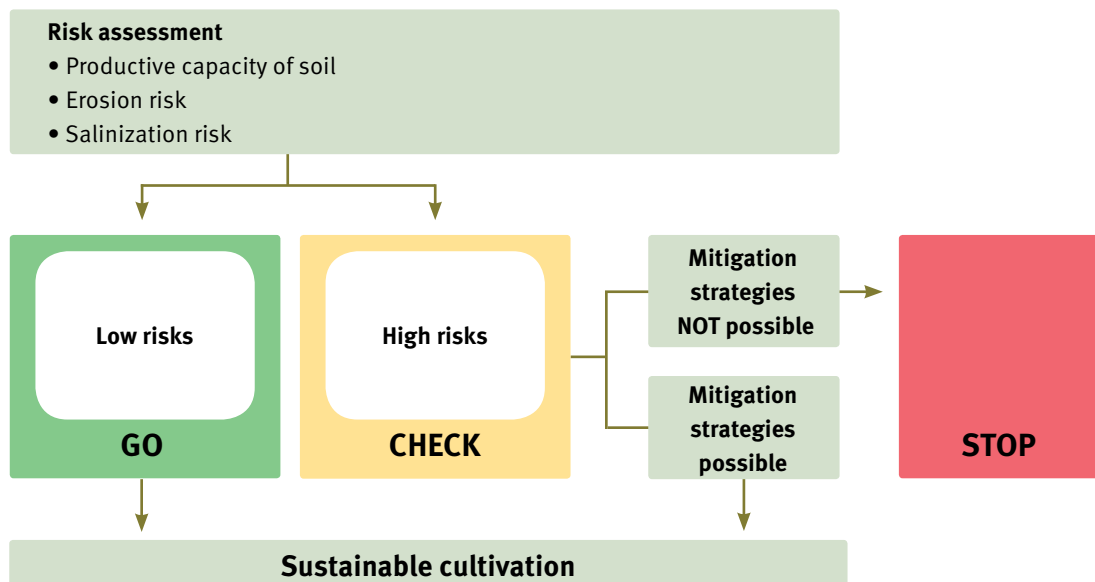 Risk assessment
• Productive capacity of soil
• Erosion risk
• Salinization risk
Low risks
GO
High risks
CHECK
Mitigation
strategies
NOT possible
Mitigation
strategies
possible
STOP
Sustainable cultivation